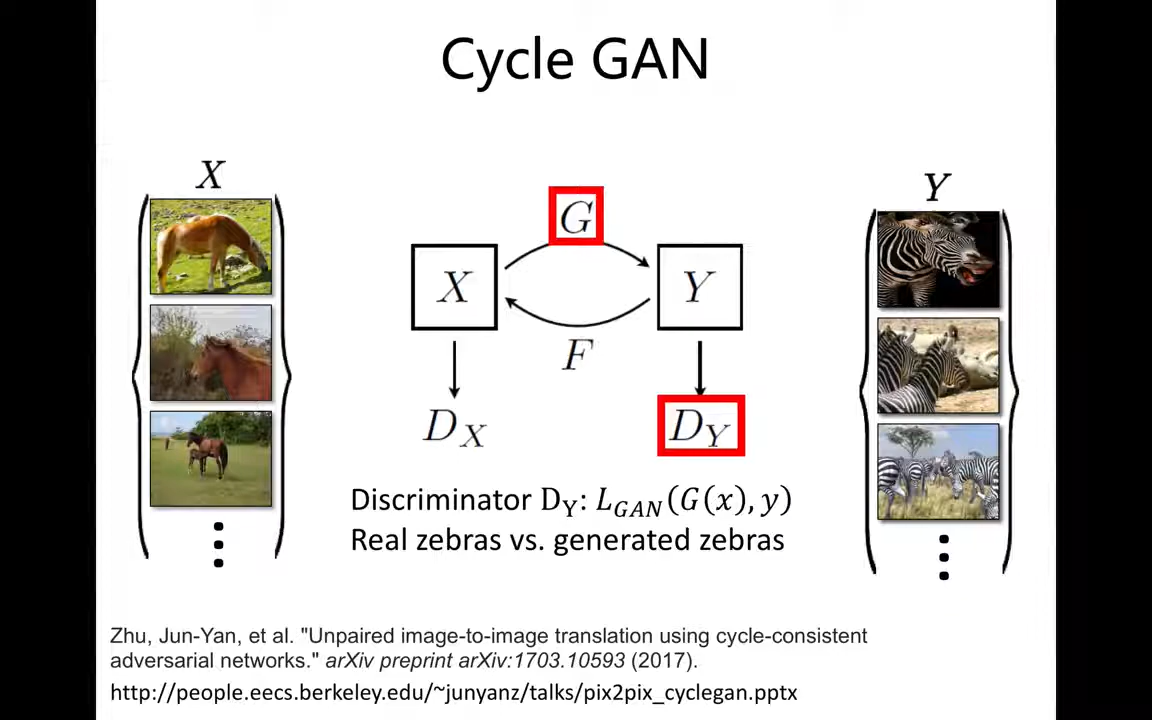 Cycle GAN
X
Y
G
X
Y
F
D_X
D_Y
Discriminator D_Y: L_GAN(G(x), y)
Real zebras vs. generated zebras
Zhu, Jun-Yan, et al. "Unpaired image-to-image translation using cycle-consistent
adversarial networks." arXiv preprint arXiv:1703.10593 (2017).
http://people.eecs.berkeley.edu/~junyanz/talks/pix2pix_cyclegan.pptx